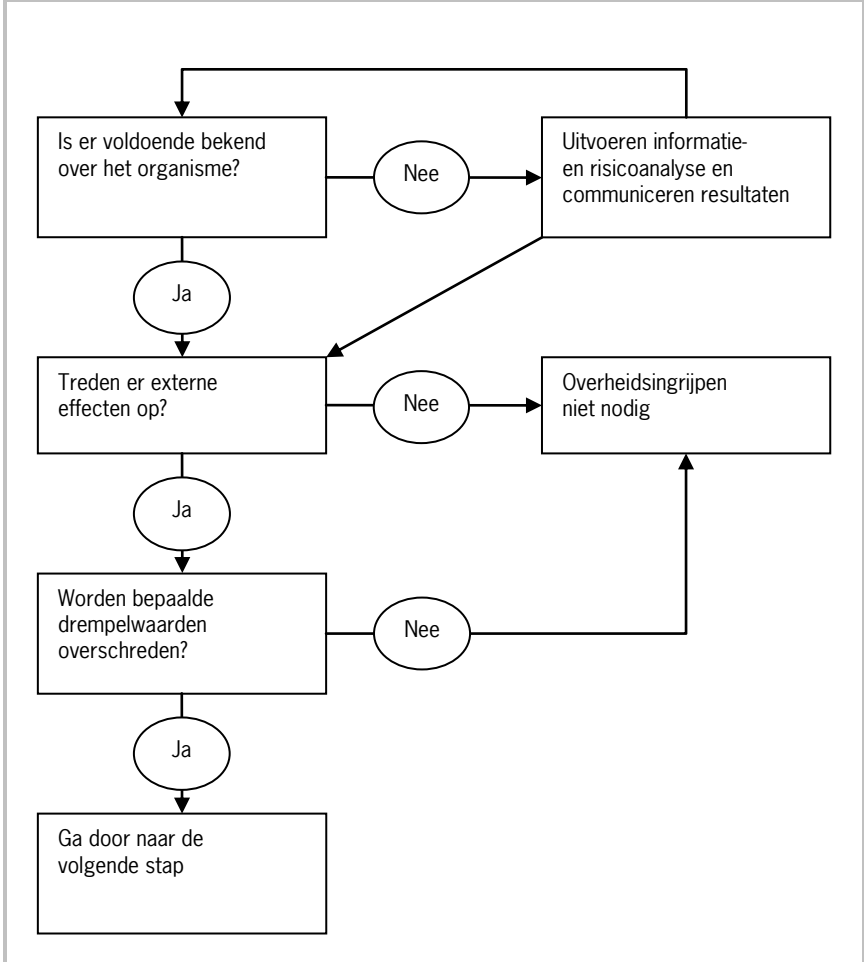 Is er voldoende bekend
over het organisme?
Nee
Uitvoeren informatie-
en risicoanalyse en
communiceren resultaten
Ja
Treden er externe
effecten op?
Nee
Overheidsingrijpen
niet nodig
Ja
Worden bepaalde
drempelwaarden
overschreden?
Nee
Ja
Ga door naar de
volgende stap